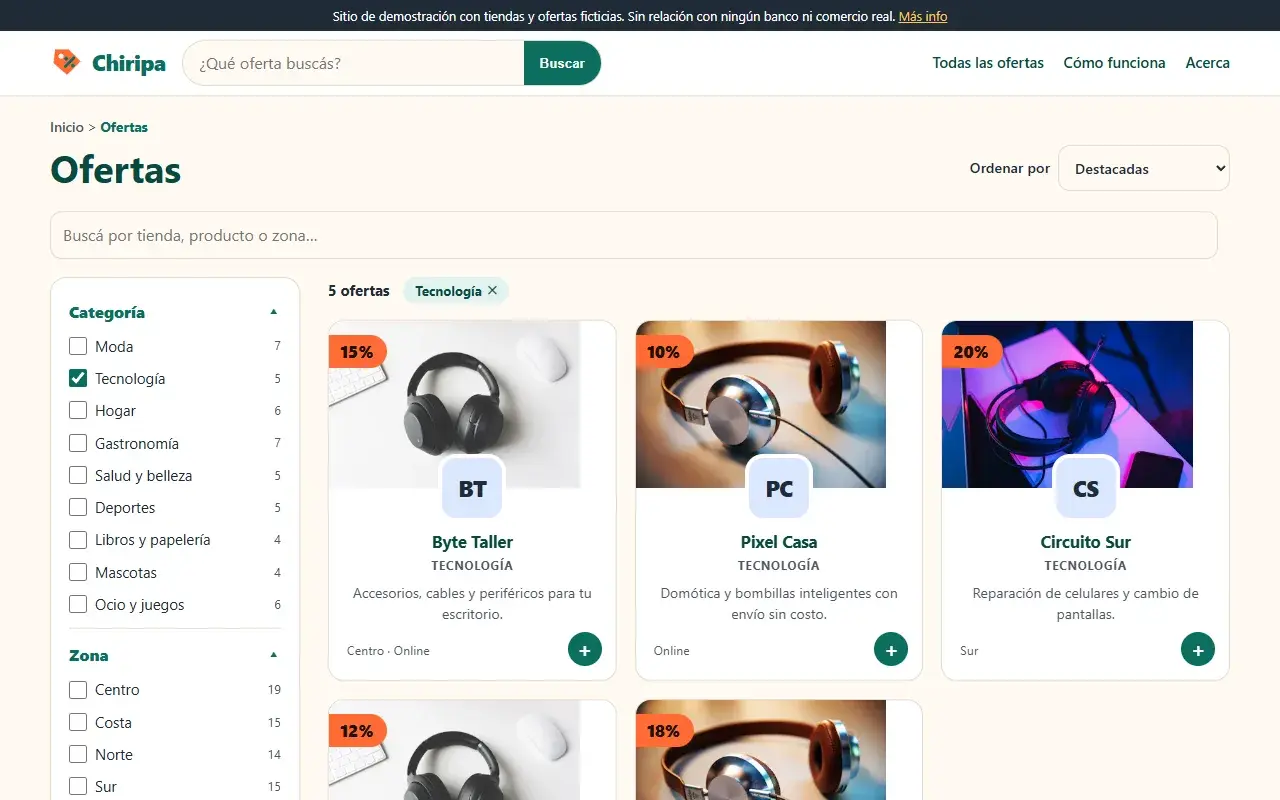 Sitio de demostración con tiendas y ofertas ficticias. Sin relación con ningún banco ni comercio real. Más info
Chiripa
¿Qué oferta buscás?
Buscar
Todas las ofertas
Cómo funciona
Acerca
Inicio > Ofertas
Ofertas
Ordenar por
Destacadas
Buscá por tienda, producto o zona...
Categoría
Moda 7
Tecnología 5
Hogar 6
Gastronomía 7
Salud y belleza 5
Deportes 5
Libros y papelería 4
Mascotas 4
Ocio y juegos 6
Zona
Centro 19
Costa 15
Norte 14
Sur 15
5 ofertas
Tecnología ✕
15%
BT
Byte Taller
TECNOLOGÍA
Accesorios, cables y periféricos para tu
escritorio.
Centro · Online
+
10%
PC
Pixel Casa
TECNOLOGÍA
Domótica y bombillas inteligentes con
envío sin costo.
Online
+
20%
CS
Circuito Sur
TECNOLOGÍA
Reparación de celulares y cambio de
pantallas.
Sur
+
12%
18%